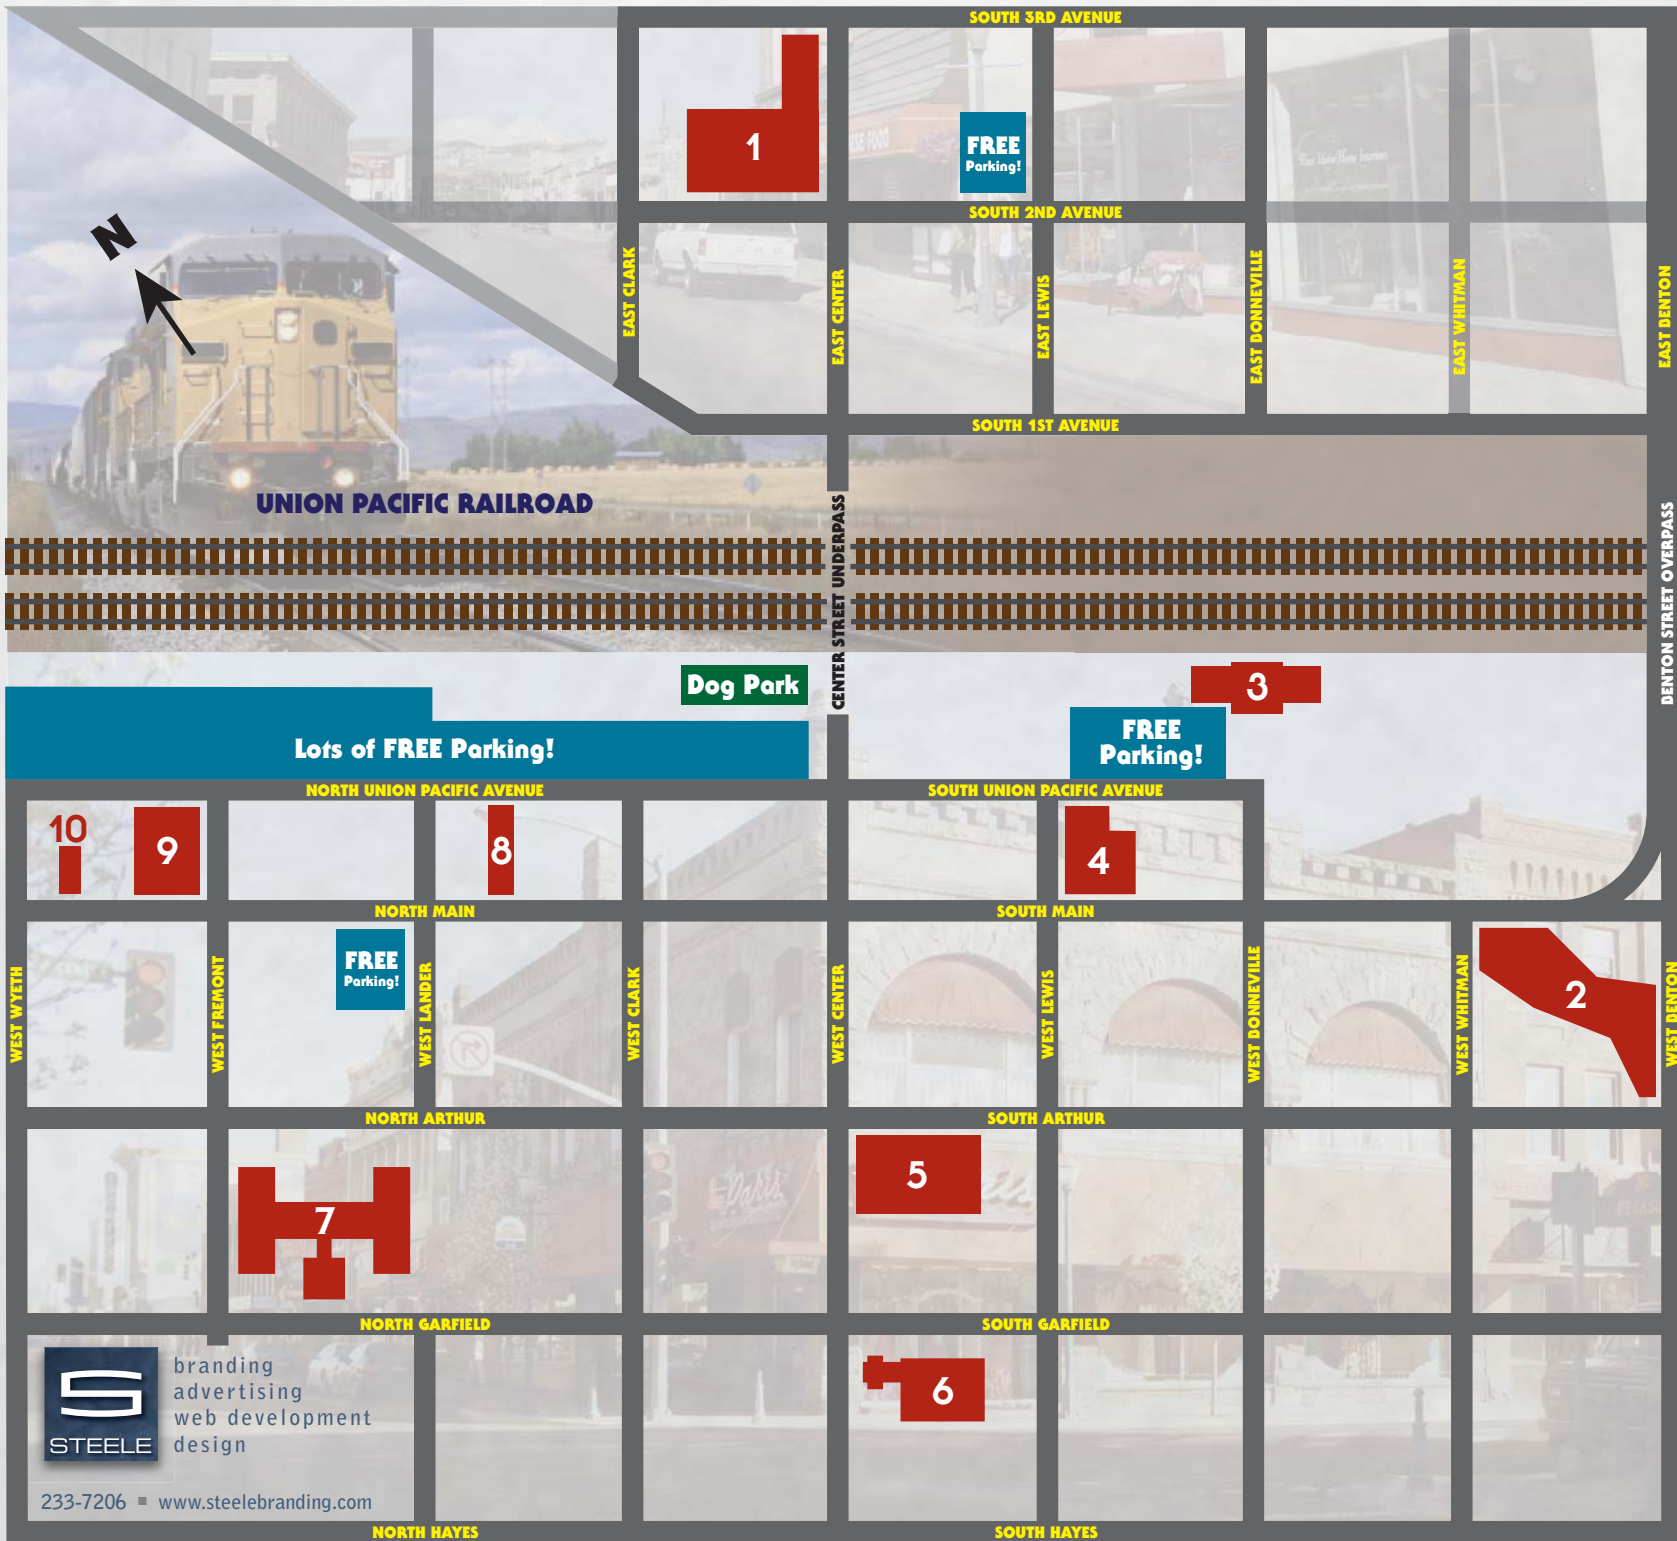 SOUTH 3RD AVENUE
1
FREE
Parking!
SOUTH 2ND AVENUE
N
EAST CLARK
EAST CENTER
EAST LEWIS
EAST BONNEVILLE
EAST WHITMAN
EAST BENTON
SOUTH 1ST AVENUE
UNION PACIFIC RAILROAD
CENTER STREET UNDERPASS
BENTON STREET OVERPASS
Dog Park
3
Lots of FREE Parking!
FREE
Parking!
NORTH UNION PACIFIC AVENUE
SOUTH UNION PACIFIC AVENUE
10
9
8
4
NORTH MAIN
SOUTH MAIN
FREE
Parking!
WEST WYETH
WEST FREMONT
WEST LANDER
WEST CLARK
WEST CENTER
WEST LEWIS
WEST BONNEVILLE
WEST WHITMAN
2
WEST BENTON
NORTH ARTHUR
SOUTH ARTHUR
Paris
7
5
NORTH GARFIELD
SOUTH GARFIELD
6
S
STEELE
branding
advertising
web development
design
233-7206 ■ www.steelebranding.com
NORTH HAYES
SOUTH HAYES